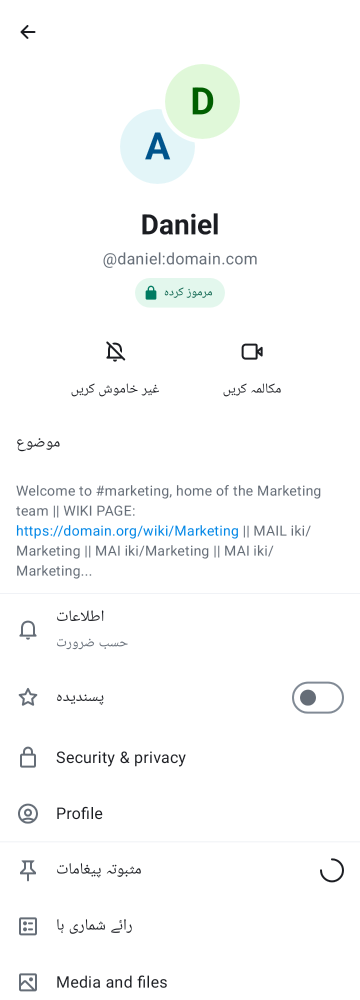 D
A
Daniel
@daniel:domain.com
مرموز کردہ
غیر خاموش کریں
مکالمہ کریں
موضوع
Welcome to #marketing, home of the Marketing
team || WIKI PAGE:
https://domain.org/wiki/Marketing || MAIL iki/
Marketing || MAI iki/Marketing || MAI iki/
Marketing...
اطلاعات
حسب ضرورت
پسندیدہ
Security & privacy
Profile
مثبوتہ پیغامات
رائے شماری ہا
Media and files